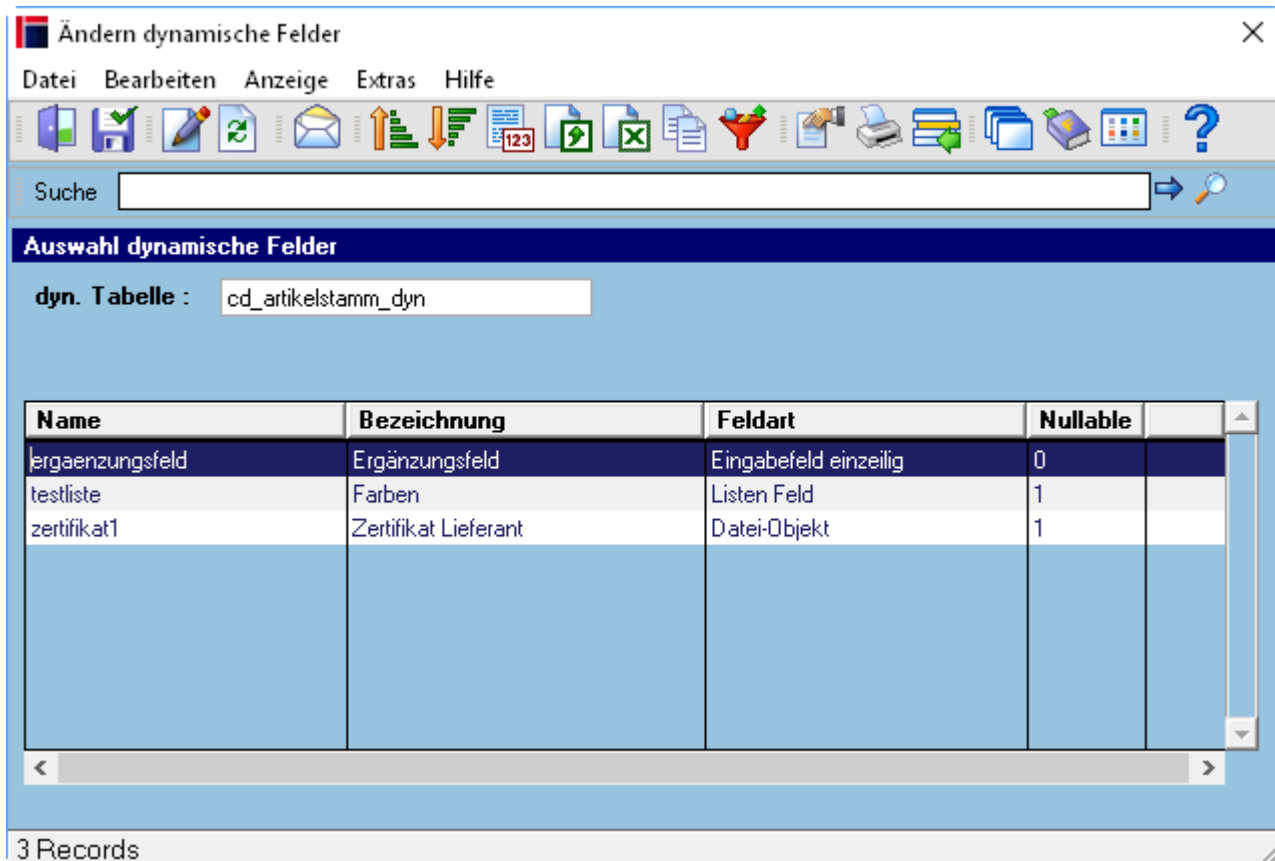 Ändern dynamische Felder
Datei Bearbeiten Anzeige Extras Hilfe
123
Suche
Auswahl dynamische Felder
dyn. Tabelle : cd_artikelstamm_dyn
Name Bezeichnung Feldart Nullable
ergaenzungsfeld Ergänzungsfeld Eingabefeld einzeilig 0
testliste Farben Listen Feld 1
zertifikat1 Zertifikat Lieferant Datei-Objekt 1
3 Records